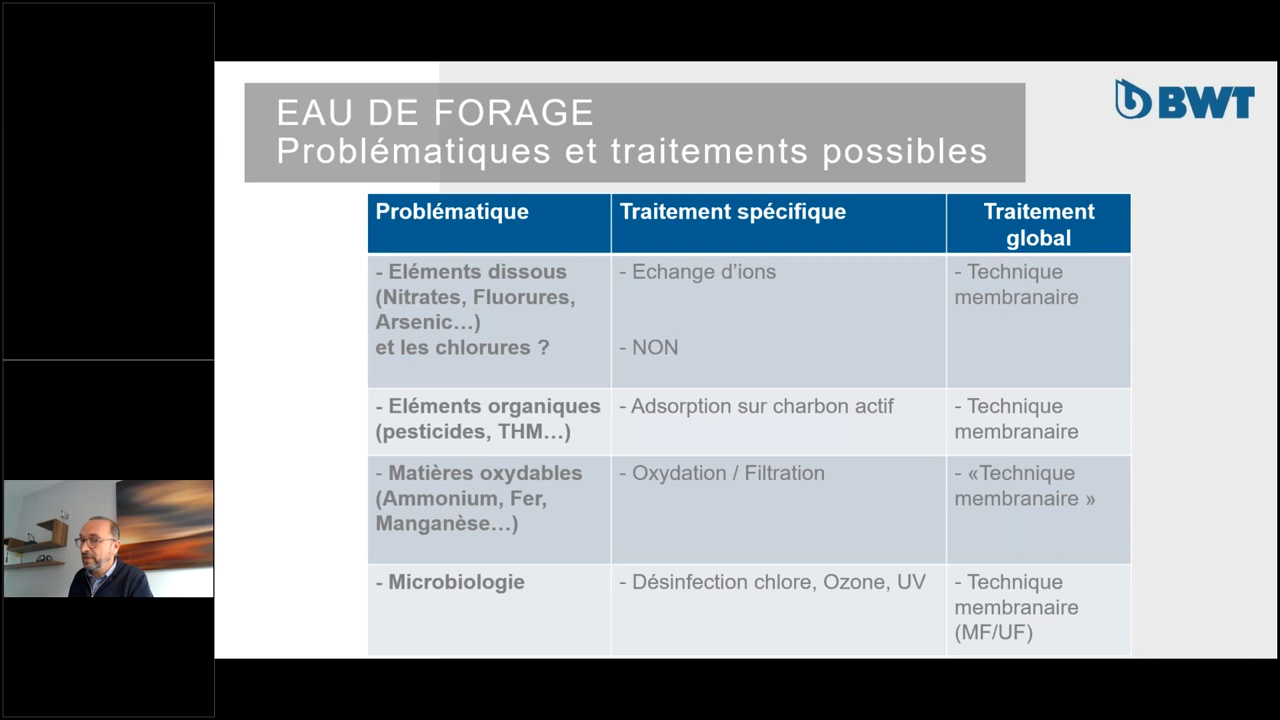 EAU DE FORAGE
Problématiques et traitements possibles
BWT
Problématique
Traitement spécifique
Traitement
global
- Eléments dissous
(Nitrates, Fluorures,
Arsenic…)
et les chlorures ?
- Echange d’ions
- NON
- Technique
membranaire
- Eléments organiques
(pesticides, THM…)
- Adsorption sur charbon actif
- Technique
membranaire
- Matières oxydables
(Ammonium, Fer,
Manganèse…)
- Oxydation / Filtration
- «Technique
membranaire »
- Microbiologie
- Désinfection chlore, Ozone, UV
- Technique
membranaire
(MF/UF)